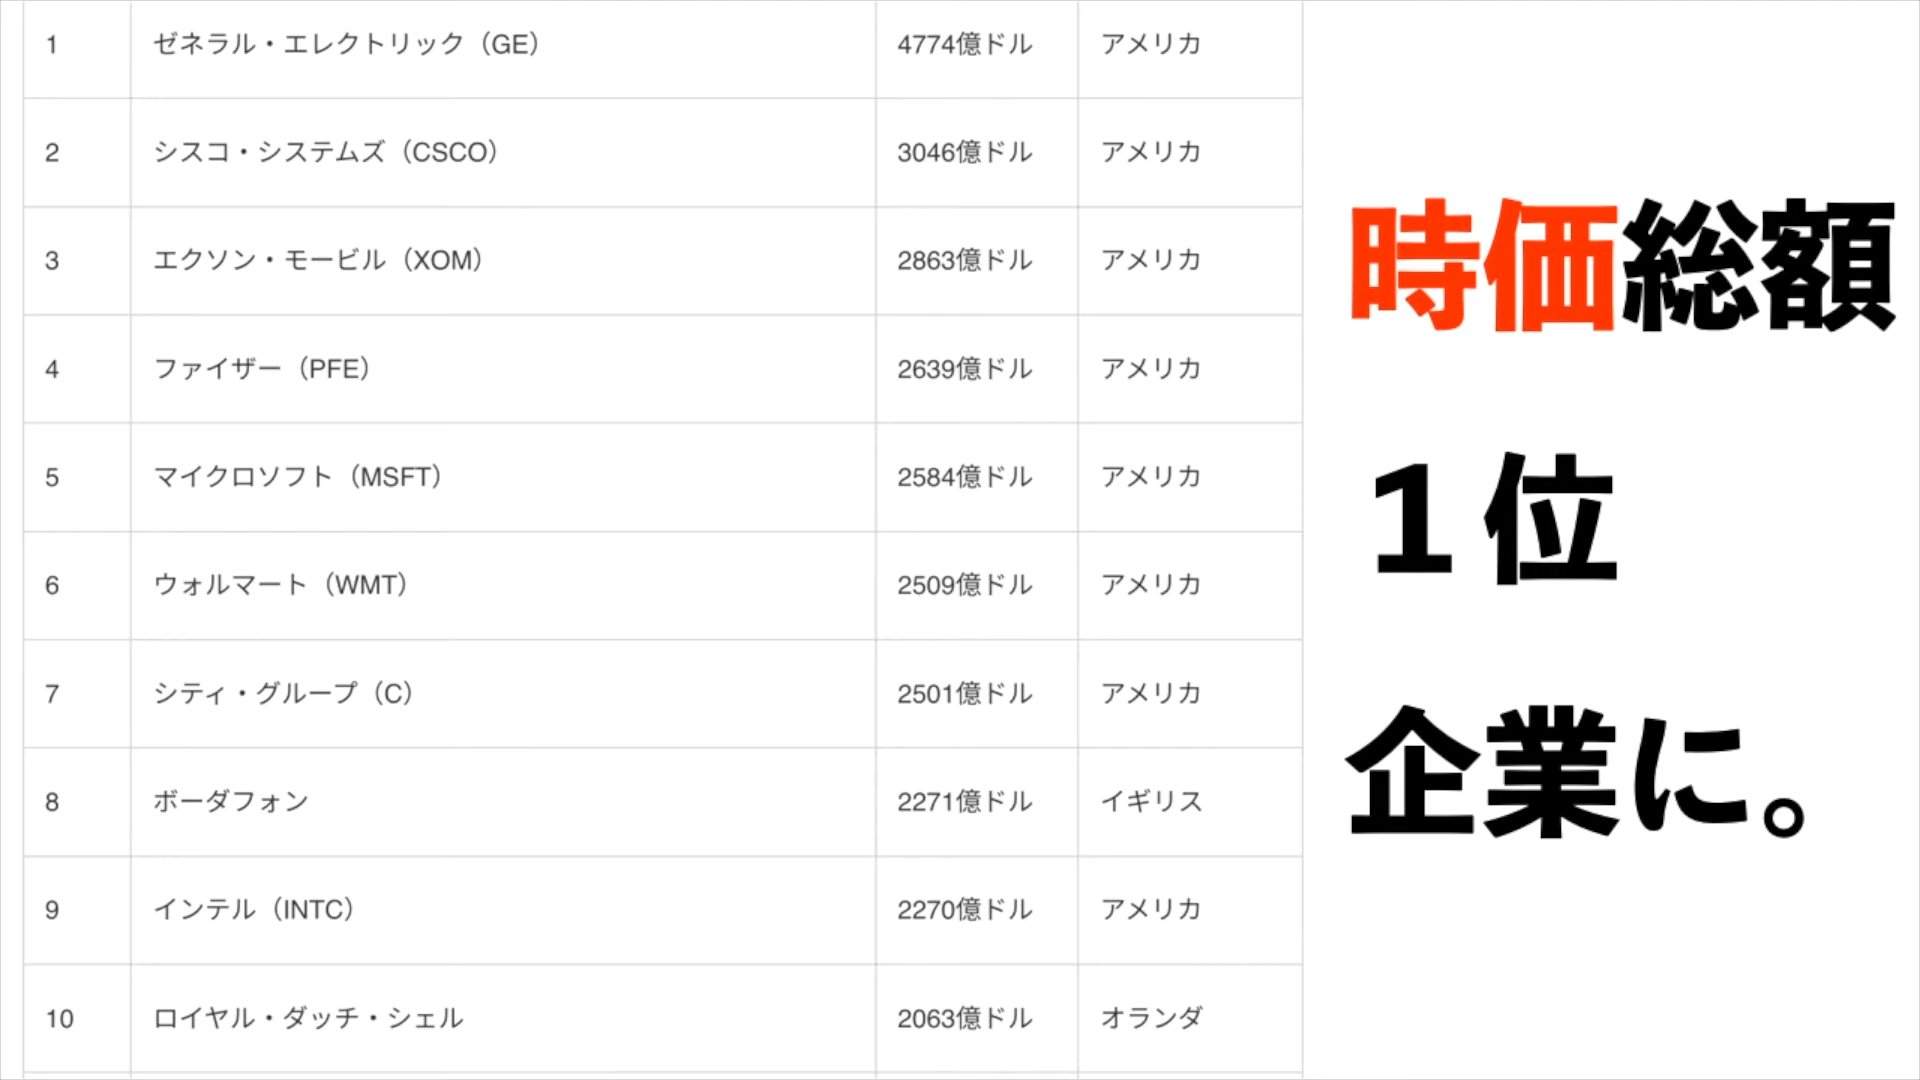 1 ゼネラル・エレクトリック（GE） 4774億ドル アメリカ
2 シスコ・システムズ（CSCO） 3046億ドル アメリカ
3 エクソン・モービル（XOM） 2863億ドル アメリカ
4 ファイザー（PFE） 2639億ドル アメリカ
5 マイクロソフト（MSFT） 2584億ドル アメリカ
6 ウォルマート（WMT） 2509億ドル アメリカ
7 シティ・グループ（C） 2501億ドル アメリカ
8 ボーダフォン 2271億ドル イギリス
9 インテル（INTC） 2270億ドル アメリカ
10 ロイヤル・ダッチ・シェル 2063億ドル オランダ
時価総額
１位
企業に。